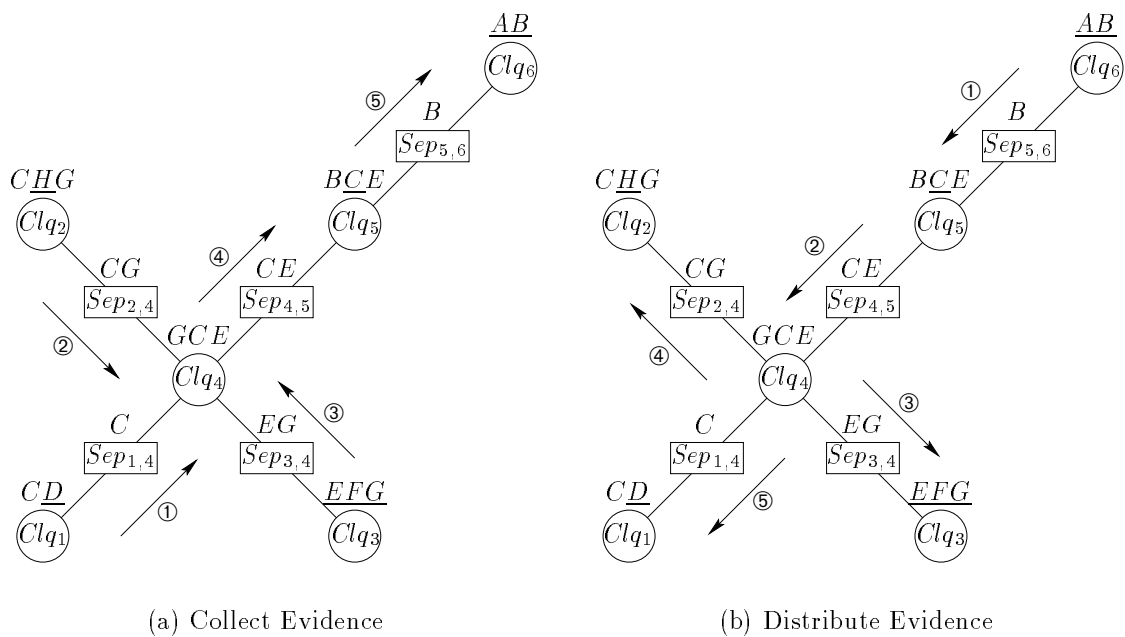 AB
Clq6
⑤
B
Sep5,6
CHG
Clq2
BCE
Clq5
④
CG
Sep2,4
CE
Sep4,5
②
GCE
Clq4
③
C
Sep1,4
EG
Sep3,4
CD
Clq1
①
EFG
Clq3
(a) Collect Evidence
AB
Clq6
①
B
Sep5,6
CHG
Clq2
BCE
Clq5
②
CG
Sep2,4
CE
Sep4,5
④
GCE
Clq4
③
C
Sep1,4
EG
Sep3,4
CD
Clq1
⑤
EFG
Clq3
(b) Distribute Evidence